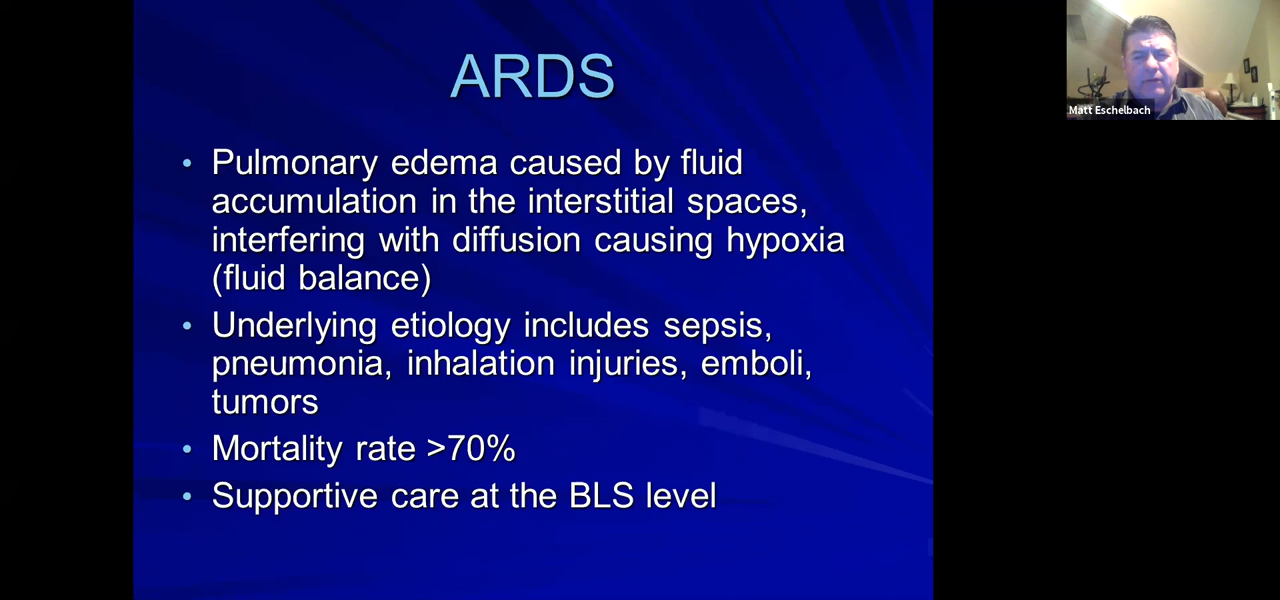 ARDS
• Pulmonary edema caused by fluid
accumulation in the interstitial spaces,
interfering with diffusion causing hypoxia
(fluid balance)
• Underlying etiology includes sepsis,
pneumonia, inhalation injuries, emboli,
tumors
• Mortality rate >70%
• Supportive care at the BLS level
Matt Eschelbach